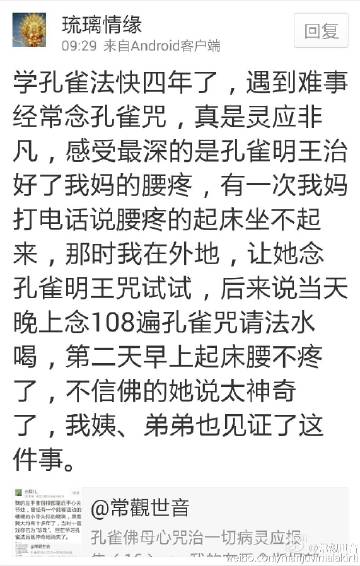 琉璃情缘
回复
09:29 来自Android客户端
学孔雀法快四年了，遇到难事
经常念孔雀咒，真是灵应非
凡，感受最深的是孔雀明王治
好了我妈的腰疼，有一次我妈
打电话说腰疼的起床坐不起
来，那时我在外地，让她念
孔雀明王咒试试，后来说当天
晚上念108遍孔雀咒请法水
喝，第二天早上起床腰不疼
了，不信佛的她说太神奇
了，我姨、弟弟也见证了这
件事。
@常觀世音
孔雀佛母心咒治一切病灵应报